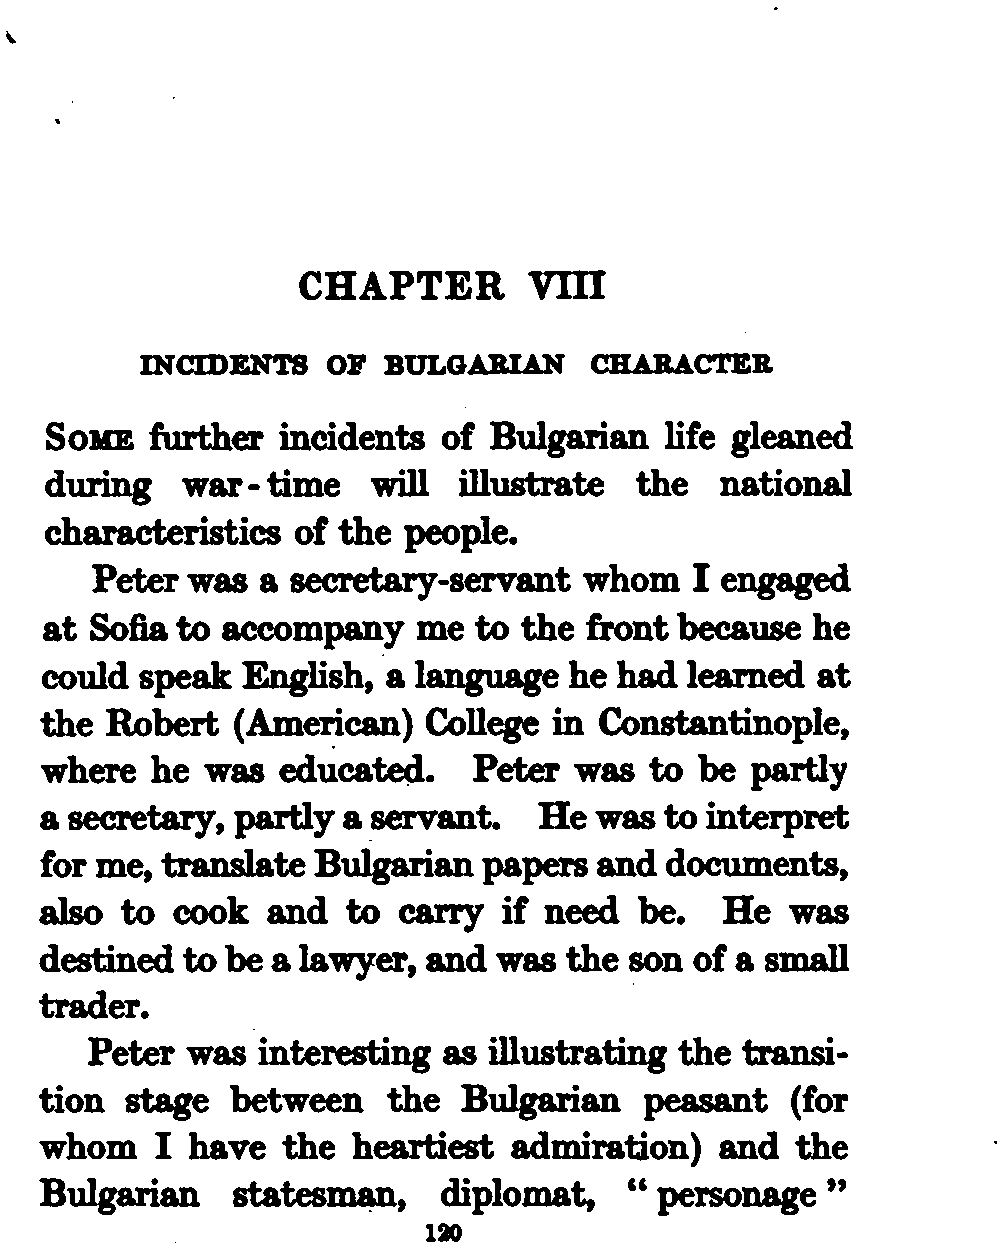 CHAPTER VIII
INCIDENTS OF BULGARIAN CHARACTER
SOME further incidents of Bulgarian life gleaned
during war-time will illustrate the national
characteristics of the people.
Peter was a secretary-servant whom I engaged
at Sofia to accompany me to the front because he
could speak English, a language he had learned at
the Robert (American) College in Constantinople,
where he was educated. Peter was to be partly
a secretary, partly a servant. He was to interpret
for me, translate Bulgarian papers and documents,
also to cook and to carry if need be. He was
destined to be a lawyer, and was the son of a small
trader.
Peter was interesting as illustrating the transi-
tion stage between the Bulgarian peasant (for
whom I have the heartiest admiration) and the
Bulgarian statesman, diplomat, “ personage ”
120